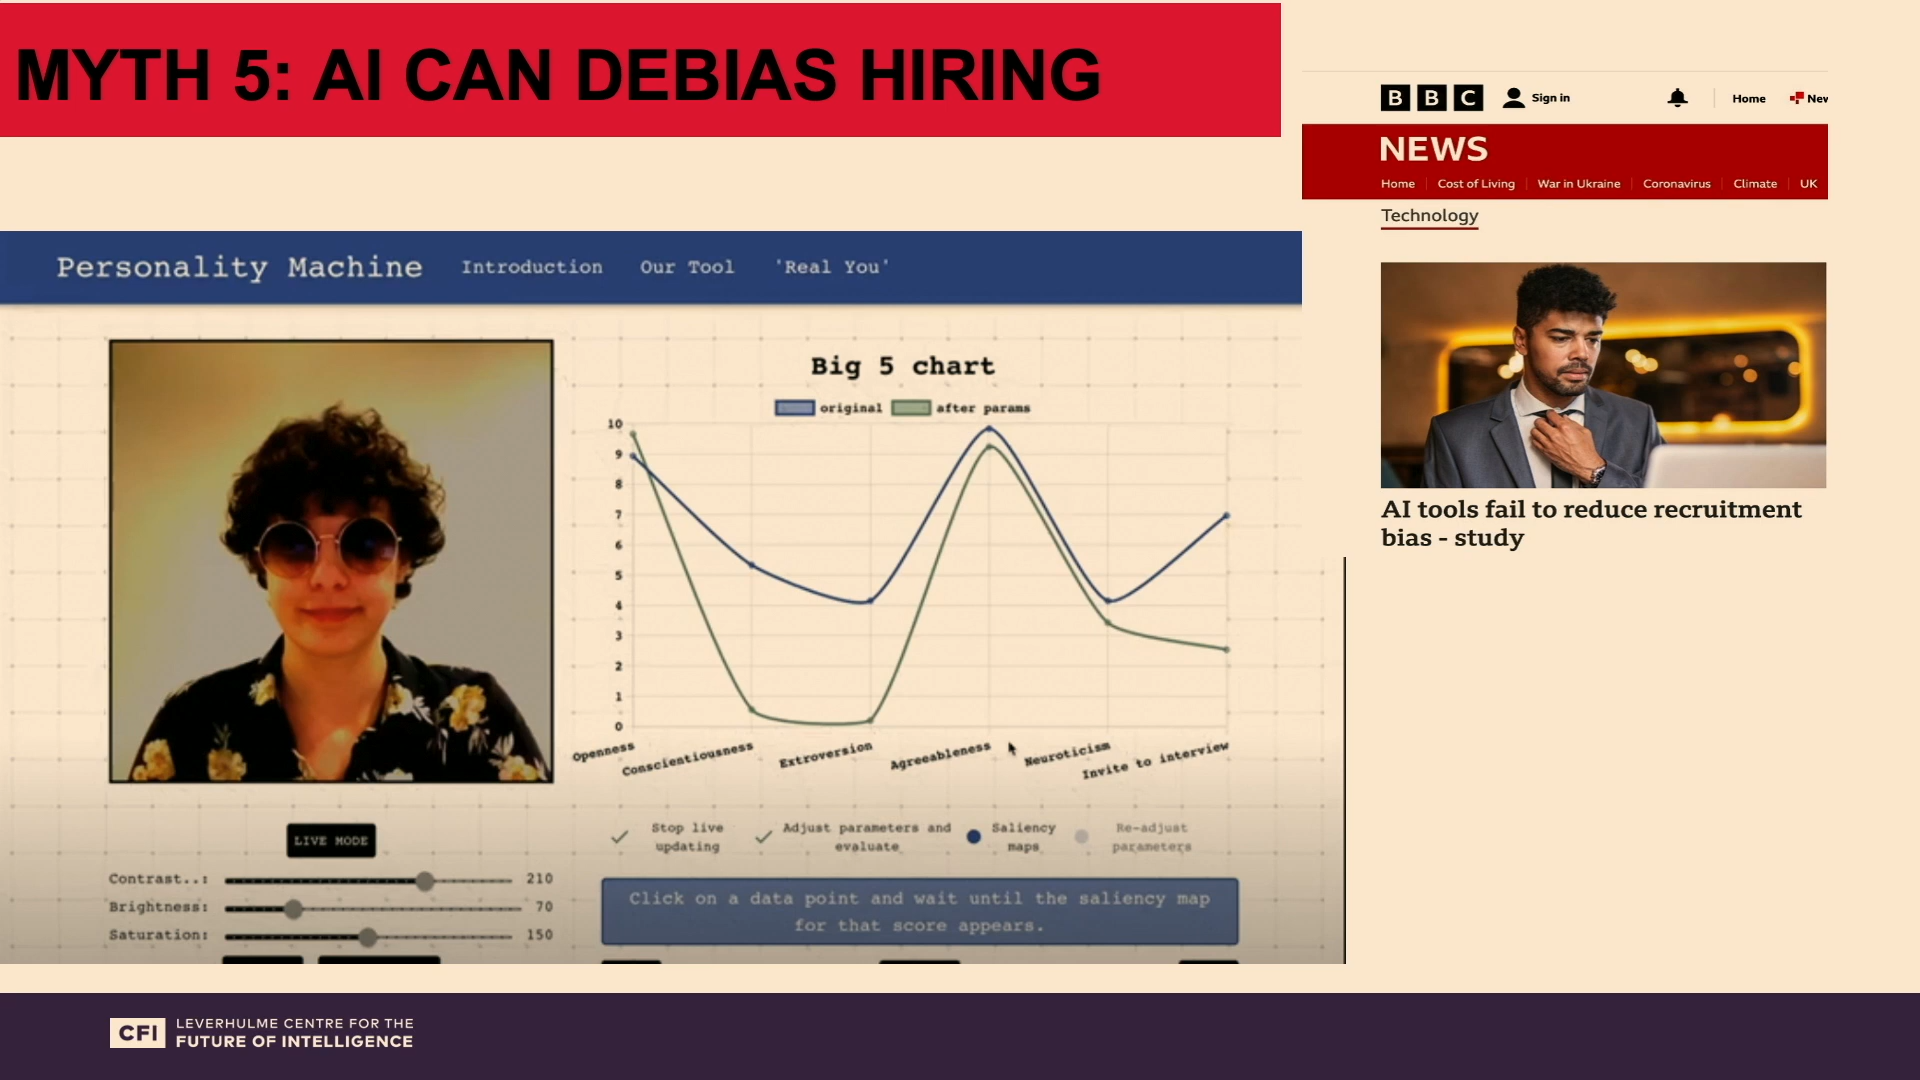 MYTH 5: AI CAN DEBIAS HIRING
BBC Sign in Home New
NEWS
Home Cost of Living War in Ukraine Coronavirus Climate UK
Technology
AI tools fail to reduce recruitment
bias - study
Personality Machine Introduction Our Tool 'Real You'
Big 5 chart
original after params
10
9
8
7
6
5
4
3
2
1
0
Openness Conscientiousness Extroversion Agreeableness Neuroticism Invite to interview
LIVE MODE
Contrast..: 210
Brightness: 70
Saturation: 150
Stop live
updating
Adjust parameters and
evaluate
Saliency
maps
Re-adjust
parameters
Click on a data point and wait until the saliency map
for that score appears.
CFI LEVERHULME CENTRE FOR THE
FUTURE OF INTELLIGENCE